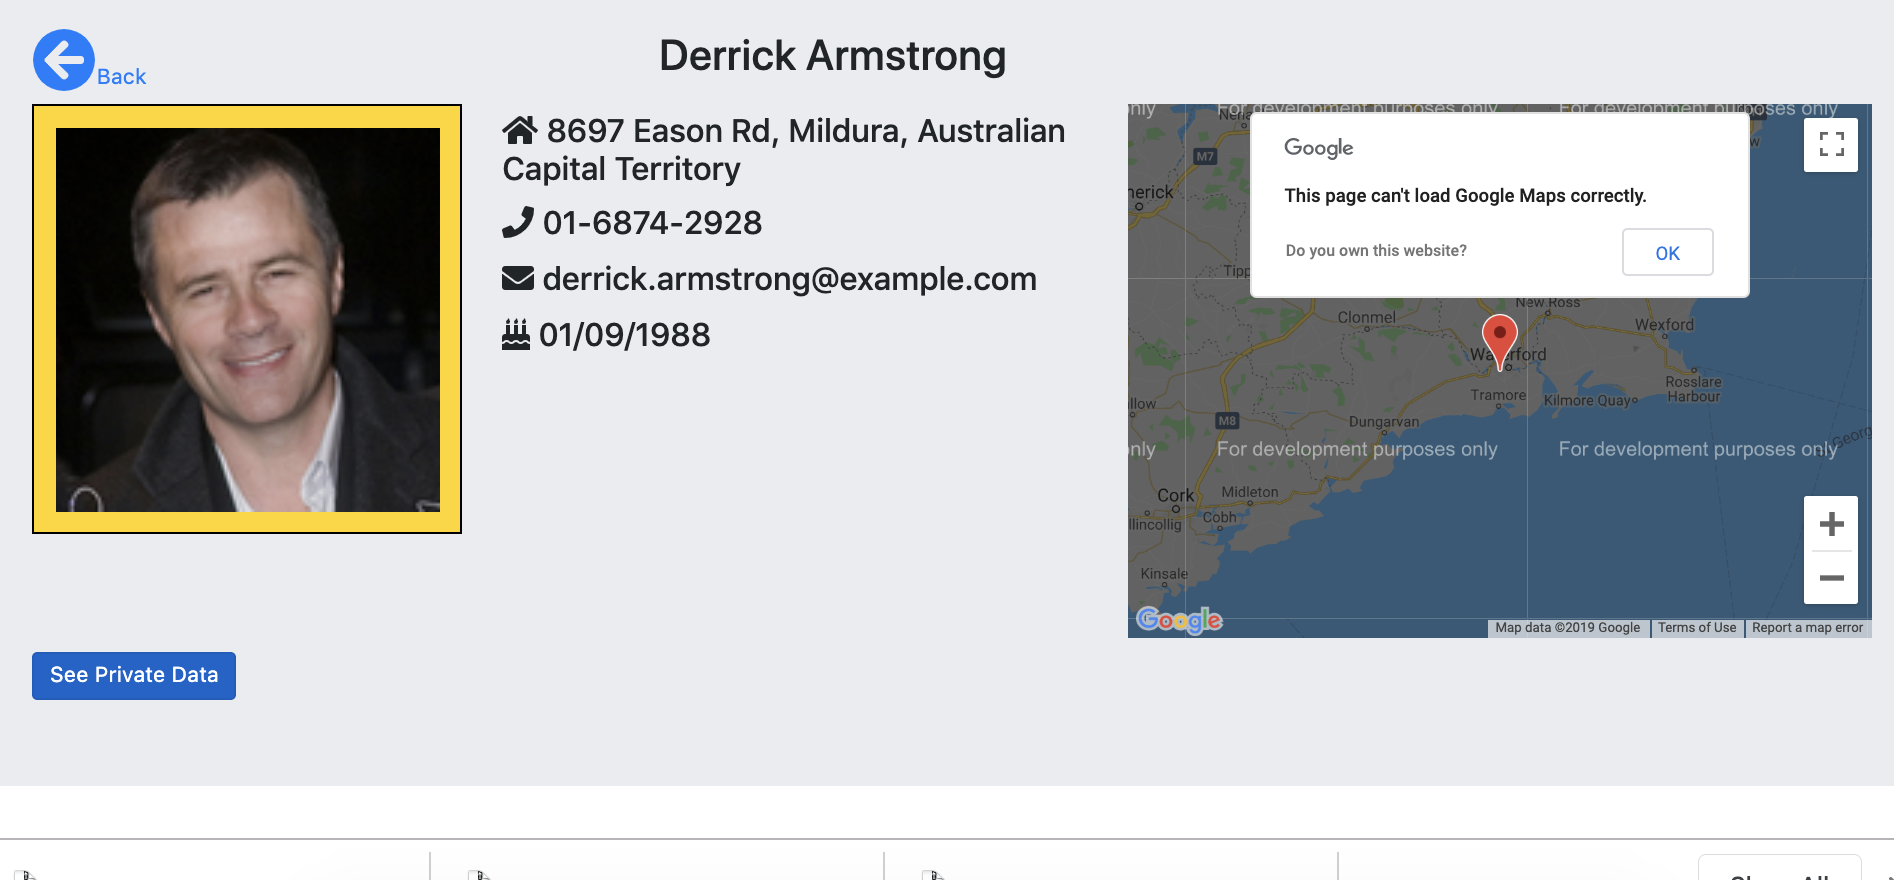 Back
Derrick Armstrong
8697 Eason Rd, Mildura, Australian
Capital Territory
01-6874-2928
derrick.armstrong@example.com
01/09/1988
only
For development purposes only
For development purposes only
M7
Google
This page can't load Google Maps correctly.
Do you own this website?
OK
New Ross
Clonmel
Wexford
Waterford
Rosslare
Harbour
Tramore
Kilmore Quay
M8
Dungarvan
only
For development purposes only
For development purposes only
Cork
Midleton
Cobh
Kinsale
Google
Map data ©2019 Google
Terms of Use
Report a map error
See Private Data